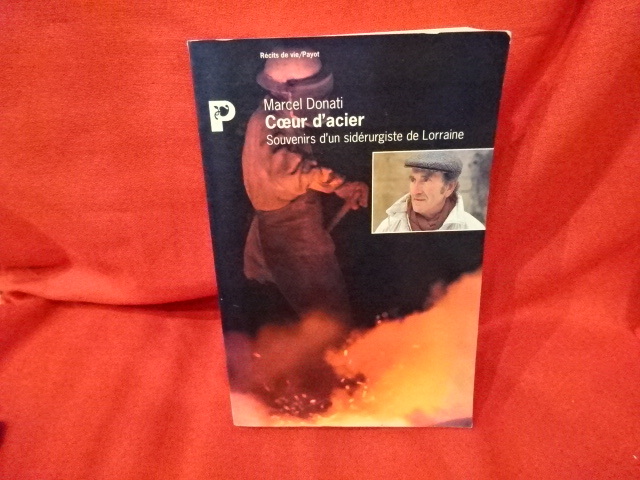 Récits de vie/Payot
P
Marcel Donati
Cœur d'acier
Souvenirs d'un sidérurgiste de Lorraine